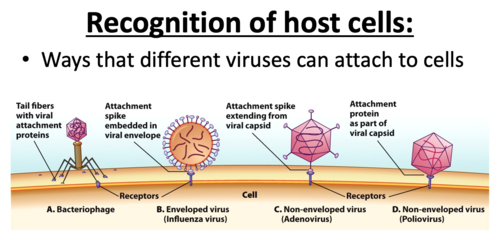 Recognition of host cells:
• Ways that different viruses can attach to cells
Tail fibers
with viral
attachment
proteins
Attachment
spike
embedded in
viral envelope
Attachment spike
extending from
viral capsid
Attachment
protein
as part of
viral capsid
Receptors
Cell
Receptors
A. Bacteriophage
B. Enveloped virus
(Influenza virus)
C. Non-enveloped virus
(Adenovirus)
D. Non-enveloped virus
(Poliovirus)